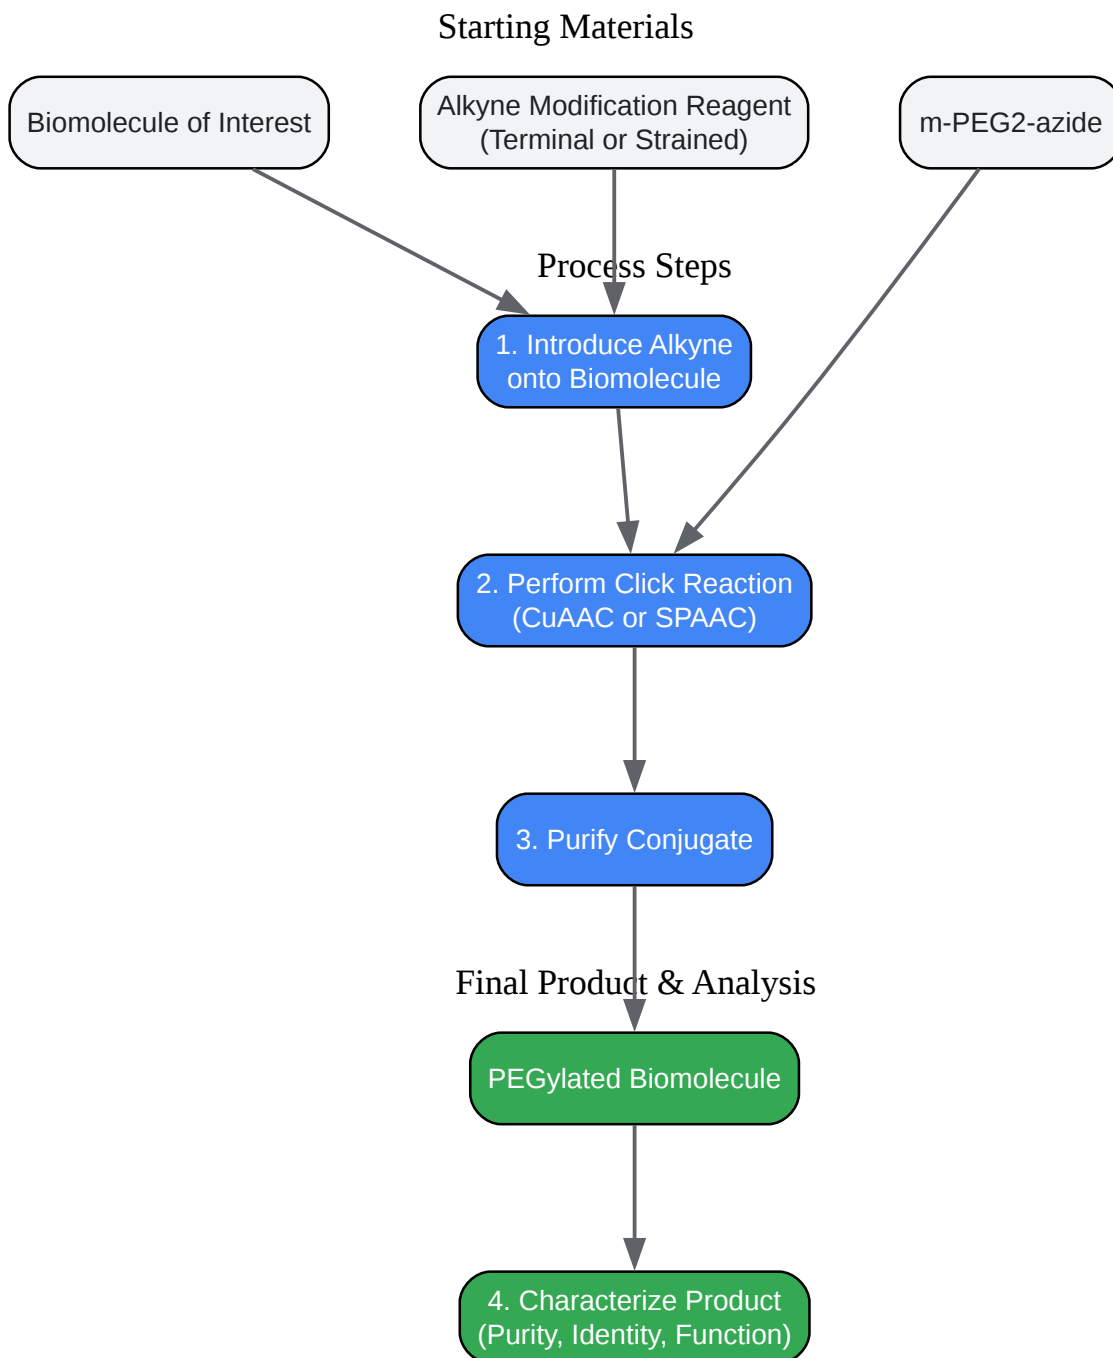 Starting Materials
Biomolecule of Interest
Alkyne Modification Reagent
(Terminal or Strained)
m-PEG2-azide
Process Steps
1. Introduce Alkyne
onto Biomolecule
2. Perform Click Reaction
(CuAAC or SPAAC)
3. Purify Conjugate
Final Product & Analysis
PEGylated Biomolecule
4. Characterize Product
(Purity, Identity, Function)